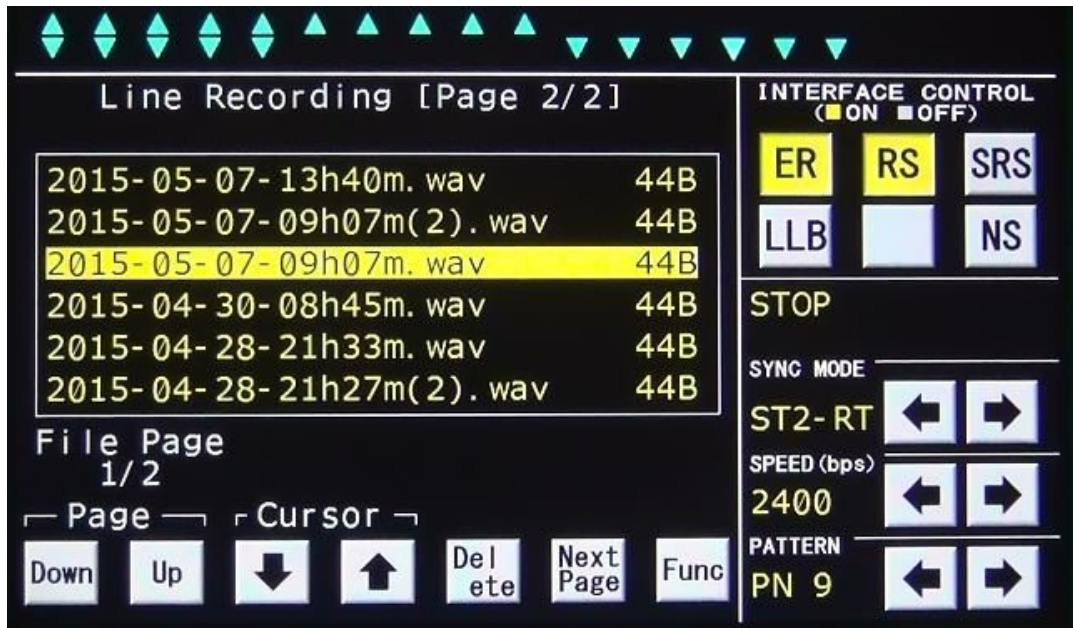 Line Recording [Page 2/2]
2015-05-07-13h40m.wav 44B
2015-05-07-09h07m(2).wav 44B
2015-05-07-09h07m.wav 44B
2015-04-30-08h45m.wav 44B
2015-04-28-21h33m.wav 44B
2015-04-28-21h27m(2).wav 44B
File Page
1/2
Page Cursor
Down Up Del
ete Next
Page Func
INTERFACE CONTROL
(ON OFF)
ER RS SRS
LLB NS
STOP
SYNC MODE
ST2-RT
SPEED(bps)
2400
PATTERN
PN 9